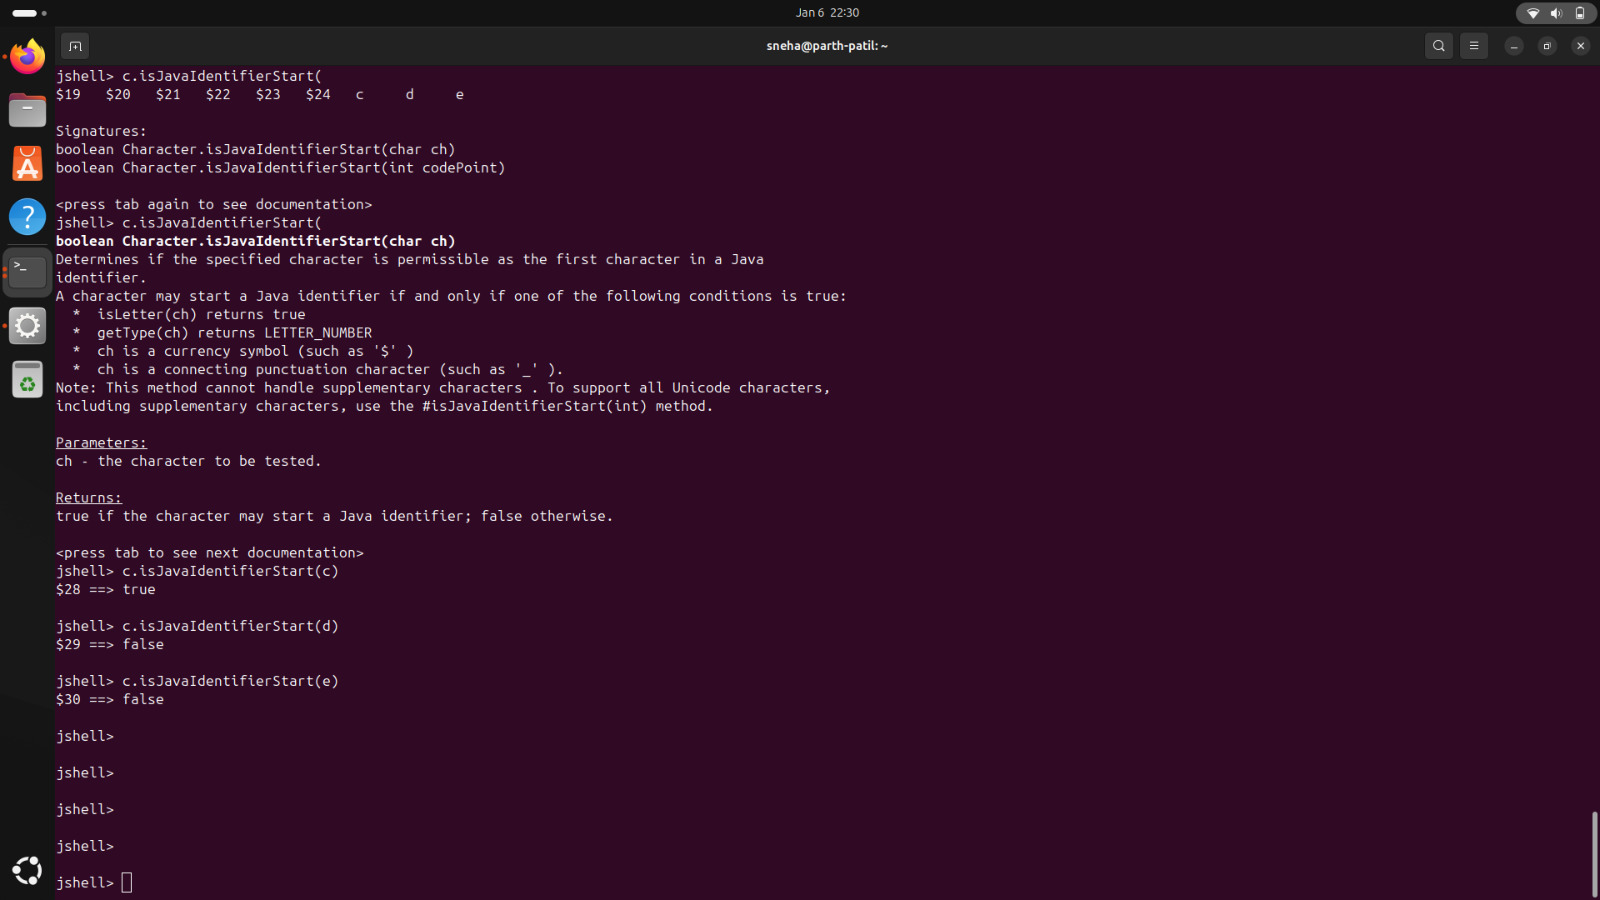 Jan 6 22:30
sneha@parth-patil: ~
jshell> c.isJavaIdentifierStart(
$19 $20 $21 $22 $23 $24 c d e
Signatures:
boolean Character.isJavaIdentifierStart(char ch)
boolean Character.isJavaIdentifierStart(int codePoint)
<press tab again to see documentation>
jshell> c.isJavaIdentifierStart(
boolean Character.isJavaIdentifierStart(char ch)
Determines if the specified character is permissible as the first character in a Java
identifier.
A character may start a Java identifier if and only if one of the following conditions is true:
* isLetter(ch) returns true
* getType(ch) returns LETTER_NUMBER
* ch is a currency symbol (such as '$' )
* ch is a connecting punctuation character (such as '_' ).
Note: This method cannot handle supplementary characters . To support all Unicode characters,
including supplementary characters, use the #isJavaIdentifierStart(int) method.
Parameters:
ch - the character to be tested.
Returns:
true if the character may start a Java identifier; false otherwise.
<press tab to see next documentation>
jshell> c.isJavaIdentifierStart(c)
$28 ==> true
jshell> c.isJavaIdentifierStart(d)
$29 ==> false
jshell> c.isJavaIdentifierStart(e)
$30 ==> false
jshell>
jshell>
jshell>
jshell>
jshell>